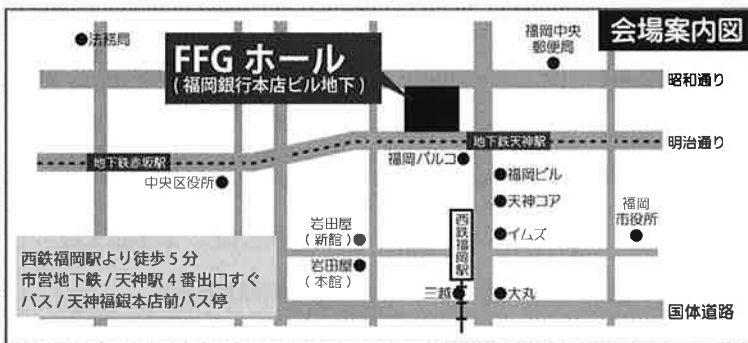 会場案内図
法務局
FFG ホール
(福岡銀行本店ビル地下)
福岡中央
郵便局
昭和通り
地下鉄天神駅
明治通り
地下鉄赤坂駅
福岡パルコ
中央区役所
福岡ビル
天神コア
福岡
市役所
西鉄福岡駅
岩田屋
(新館)
イムズ
岩田屋
(本館)
西鉄福岡駅より徒歩5分
市営地下鉄/天神駅4番出口すぐ
バス/天神福銀本店前バス停
三越
大丸
国体道路